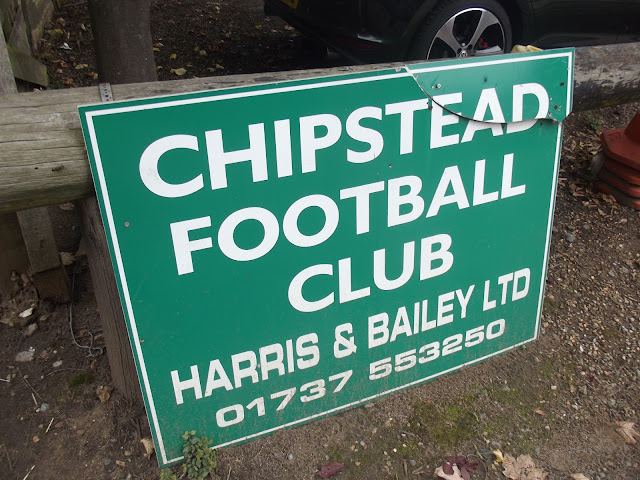 CHIPSTEAD
FOOTBALL
CLUB
HARRIS & BAILEY LTD
01737 553250